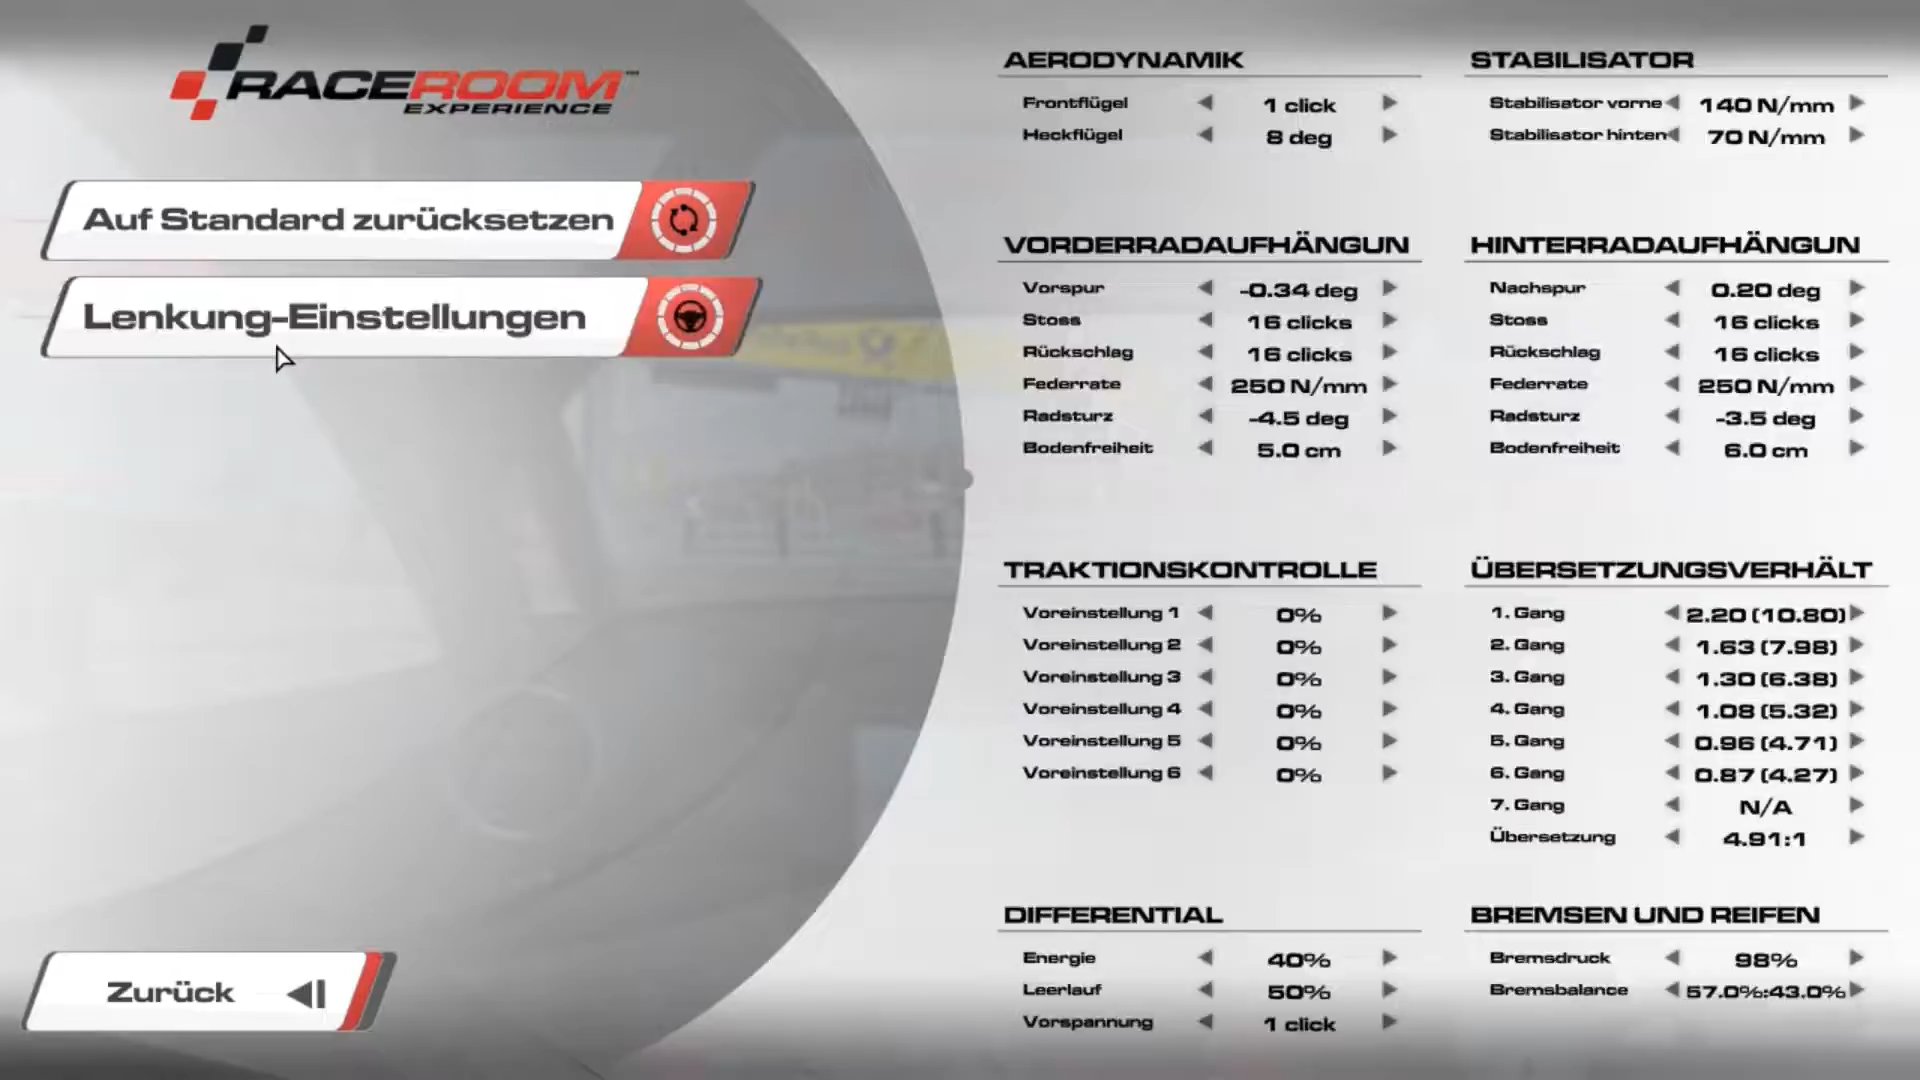 RACEROOM™
EXPERIENCE
Auf Standard zurücksetzen
Lenkung-Einstellungen
Zurück
AERODYNAMIK
Frontflügel 1 click
Heckflügel 8 deg
STABILISATOR
Stabilisator vorne 140 N/mm
Stabilisator hinten 70 N/mm
VORDERRADAUFHÄNGUN
Vorspur -0.34 deg
Stoss 16 clicks
Rückschlag 16 clicks
Federrate 250 N/mm
Radsturz -4.5 deg
Bodenfreiheit 5.0 cm
HINTERRADAUFHÄNGUN
Nachspur 0.20 deg
Stoss 16 clicks
Rückschlag 16 clicks
Federrate 250 N/mm
Radsturz -3.5 deg
Bodenfreiheit 6.0 cm
TRAKTIONSKONTROLLE
Voreinstellung 1 0%
Voreinstellung 2 0%
Voreinstellung 3 0%
Voreinstellung 4 0%
Voreinstellung 5 0%
Voreinstellung 6 0%
ÜBERSETZUNGSVERHÄLT
1. Gang 2.20 (10.80)
2. Gang 1.63 (7.98)
3. Gang 1.30 (6.38)
4. Gang 1.08 (5.32)
5. Gang 0.96 (4.71)
6. Gang 0.87 (4.27)
7. Gang N/A
Übersetzung 4.91:1
DIFFERENTIAL
Energie 40%
Leerlauf 50%
Vorspannung 1 click
BREMSEN UND REIFEN
Bremsdruck 98%
Bremsbalance 57.0%:43.0%